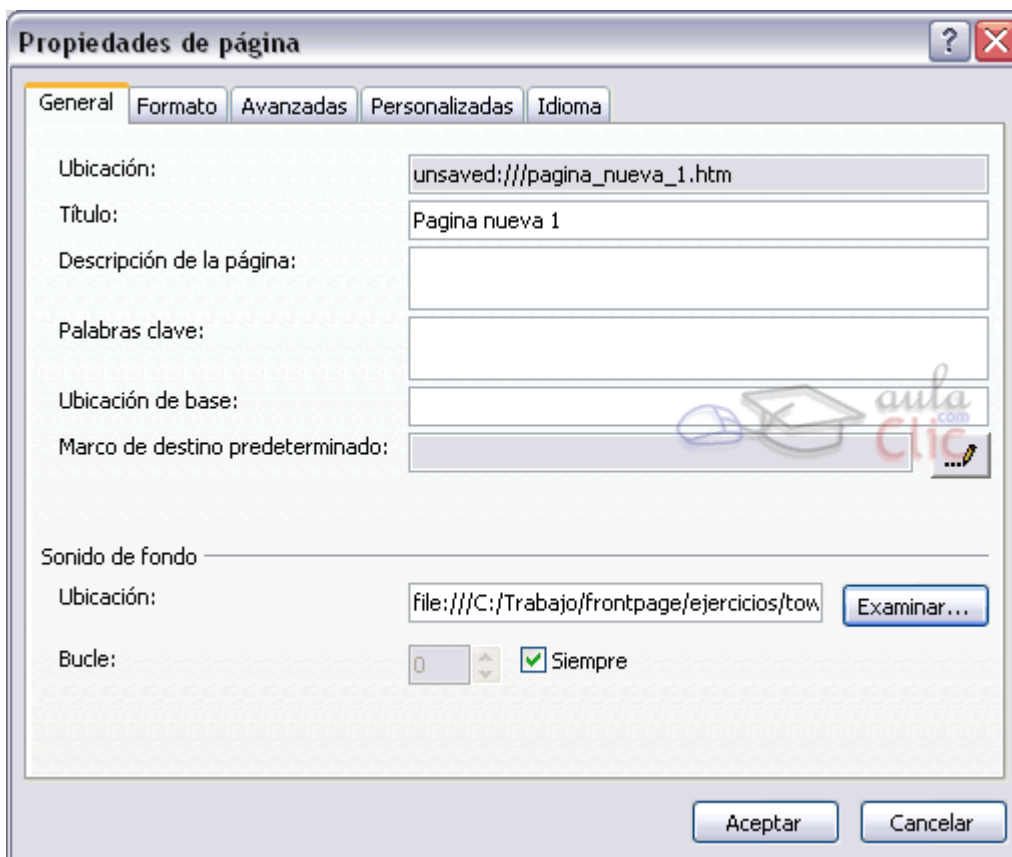 Propiedades de página
General Formato Avanzadas Personalizadas Idioma
Ubicación: unsaved:///pagina_nueva_1.htm
Título: Pagina nueva 1
Descripción de la página:
Palabras clave:
Ubicación de base:
aula
.com
Clic
Marco de destino predeterminado: ...
Sonido de fondo
Ubicación: file:///C:/Trabajo/frontpage/ejercicios/tow Examinar...
Bucle: 0 Siempre
Aceptar Cancelar